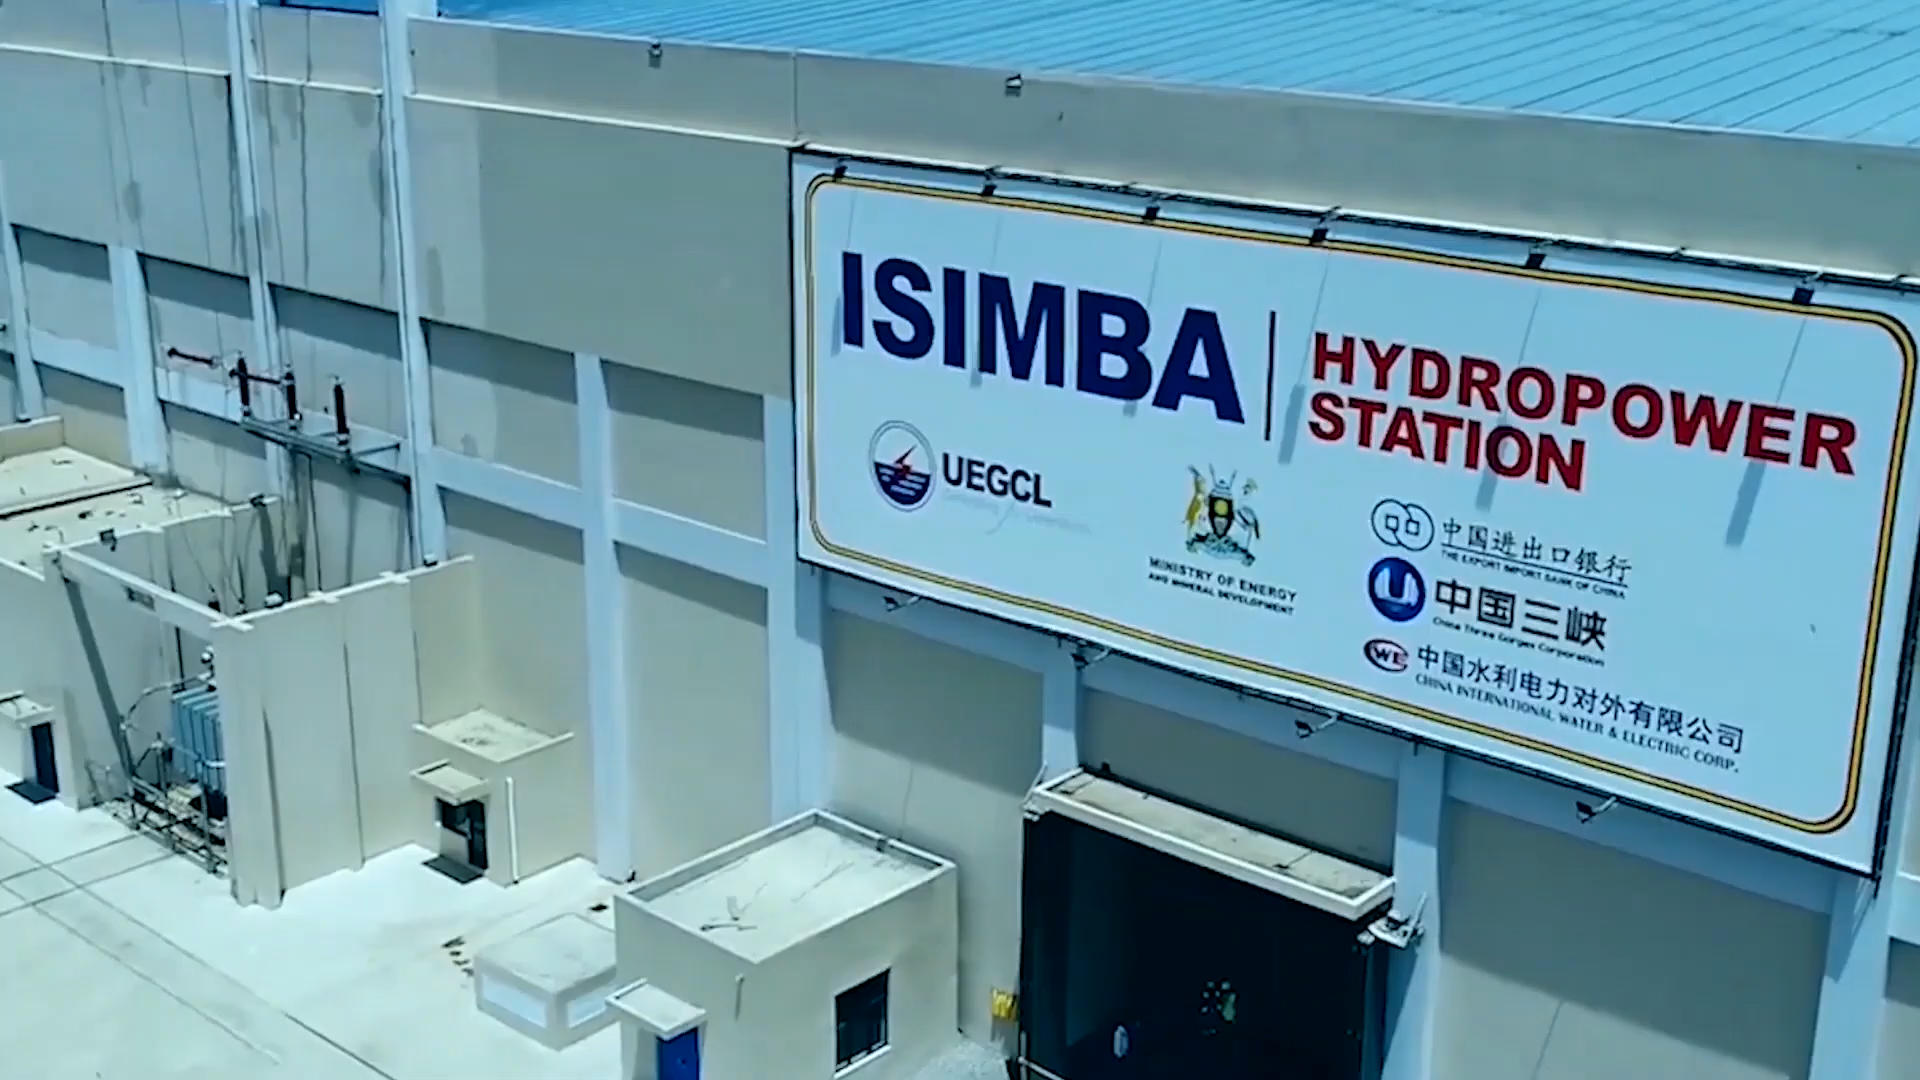 ISIMBA
HYDROPOWER
STATION
UEGCL
MINISTRY OF ENERGY
AND MINERAL DEVELOPMENT
中国进出口银行
THE EXPORT IMPORT BANK OF CHINA
中国三峡
China Three Gorges Corporation
CWE
中国水利电力对外有限公司
CHINA INTERNATIONAL WATER & ELECTRIC CORP.